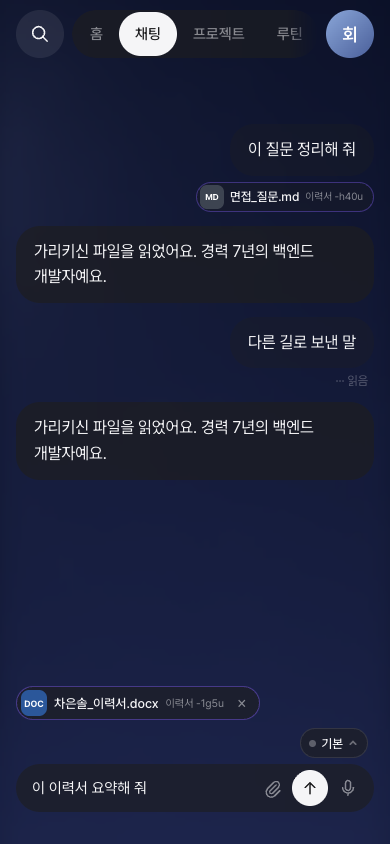 홈 채팅 프로젝트 루틴 회
이 질문 정리해 줘
MD 면접_질문.md 이력서 -h40u
가리키신 파일을 읽었어요. 경력 7년의 백엔드
개발자예요.
다른 길로 보낸 말
··· 읽음
가리키신 파일을 읽었어요. 경력 7년의 백엔드
개발자예요.
DOC 차은솔_이력서.docx 이력서 -1g5u ×
기본
이 이력서 요약해 줘